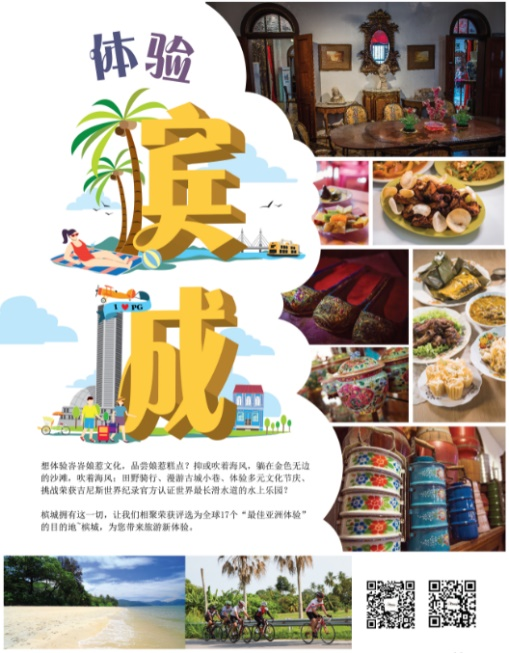 体验
槟
I ♥ PG
城
想体验峇峇娘惹文化，品尝娘惹糕点？抑或吹着海风，躺在金色无边
的沙滩，吹着海风；田野骑行、漫游古城小巷、体验多元文化节庆、
挑战荣获吉尼斯世界纪录官方认证世界最长滑水道的水上乐园？
槟城拥有这一切，让我们相聚荣获评选为全球17个“最佳亚洲体验”
的目的地~槟城，为您带来旅游新体验。